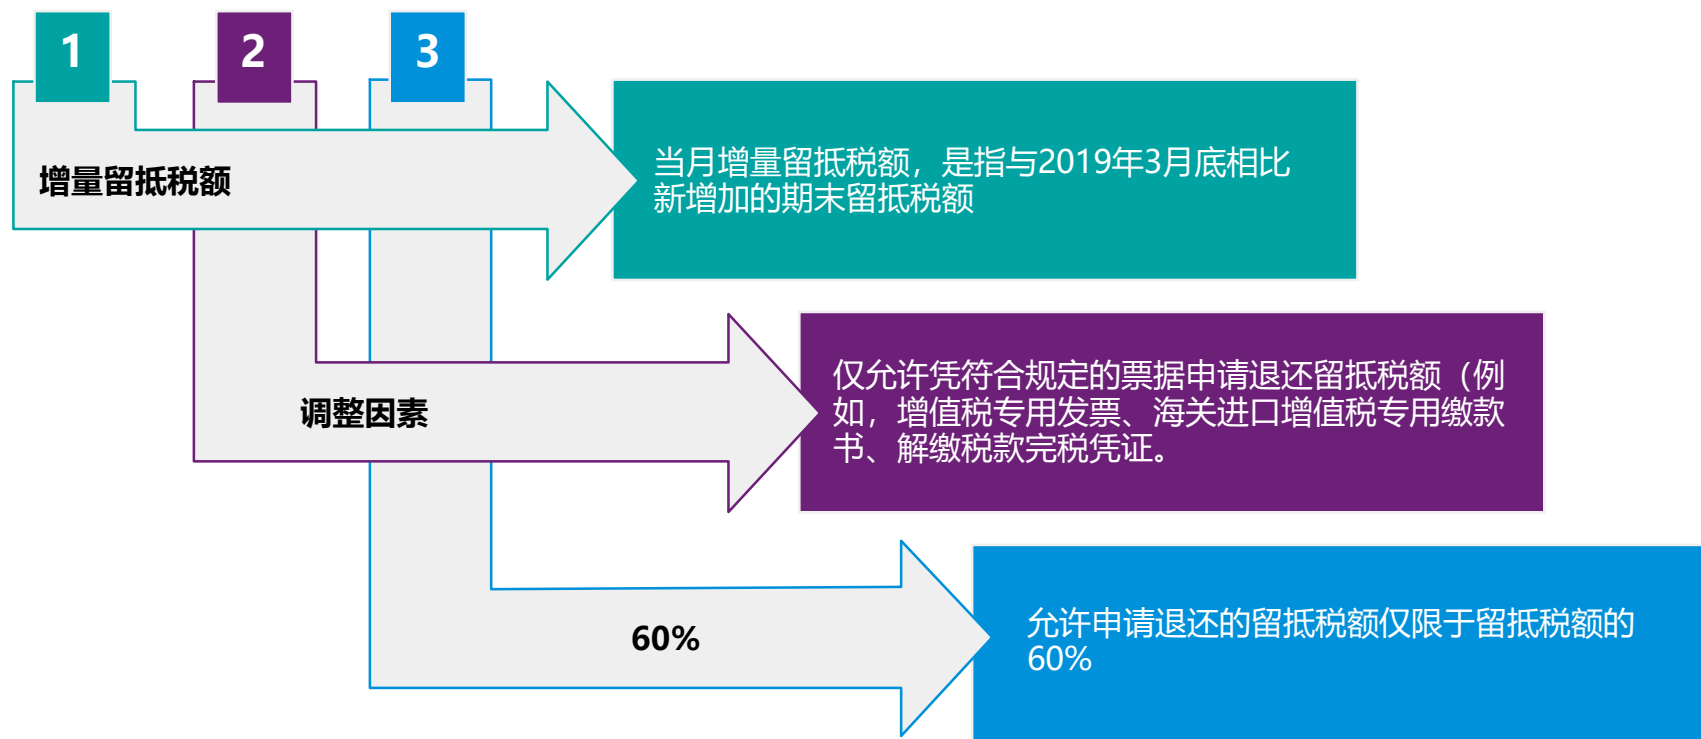 1
2
3
增量留抵税额
当月增量留抵税额，是指与2019年3月底相比
新增加的期末留抵税额
调整因素
仅允许凭符合规定的票据申请退还留抵税额（例
如，增值税专用发票、海关进口增值税专用缴款
书、解缴税款完税凭证。
60%
允许申请退还的留抵税额仅限于留抵税额的
60%